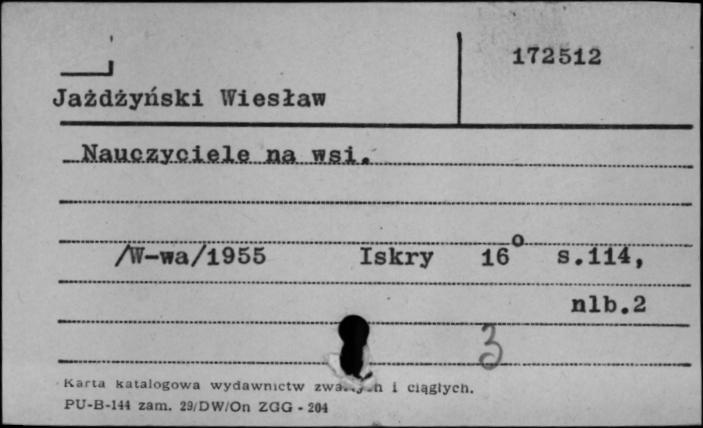 172512
Jażdżyński Wiesław
Nauczyciele na wsi.
/W-wa/1955 Iskry 16° s.114,
nlb.2
3
Karta katalogowa wydawnictw i ciągłych.
PU-B-144 zam. 29/DW/On ZGG - 204